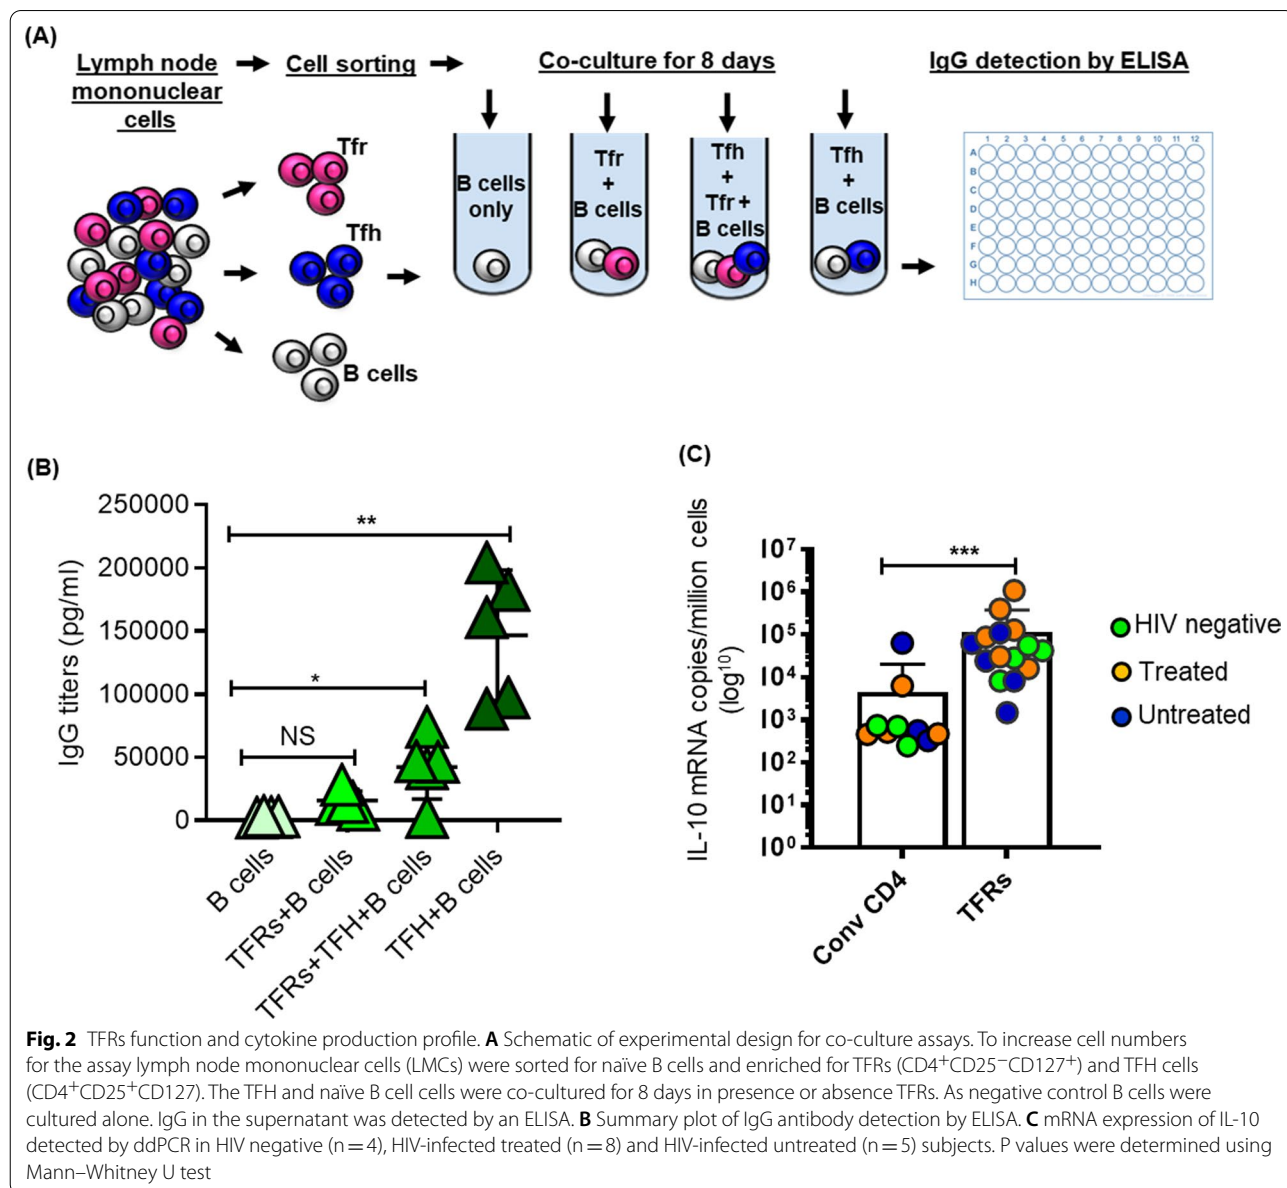 (A)
Lymph node
mononuclear
cells
Cell sorting
Co-culture for 8 days
IgG detection by ELISA
Tfr
Tfh
B cells
B cells
only
Tfr
+
B cells
Tfh
+
Tfr +
B cells
Tfh
+
B cells
1 2 3 4 5 6 7 8 9 10 11 12
A
B
C
D
E
F
G
H
(B)
IgG titers (pg/ml)
250000
200000
150000
100000
50000
0
**
*
NS
B cells
TFRs+B cells
TFRs+TFH+B cells
TFH+B cells
(C)
IL-10 mRNA copies/million cells
(log¹⁰)
10⁷
10⁶
10⁵
10⁴
10³
10²
10¹
10⁰
***
Conv CD4
TFRs
HIV negative
Treated
Untreated
Fig. 2 TFRs function and cytokine production profile. A Schematic of experimental design for co-culture assays. To increase cell numbers
for the assay lymph node mononuclear cells (LMCs) were sorted for naïve B cells and enriched for TFRs (CD4⁺CD25⁻CD127⁺) and TFH cells
(CD4⁺CD25⁺CD127). The TFH and naïve B cell cells were co-cultured for 8 days in presence or absence TFRs. As negative control B cells were
cultured alone. IgG in the supernatant was detected by an ELISA. B Summary plot of IgG antibody detection by ELISA. C mRNA expression of IL-10
detected by ddPCR in HIV negative (n = 4), HIV-infected treated (n = 8) and HIV-infected untreated (n = 5) subjects. P values were determined using
Mann–Whitney U test